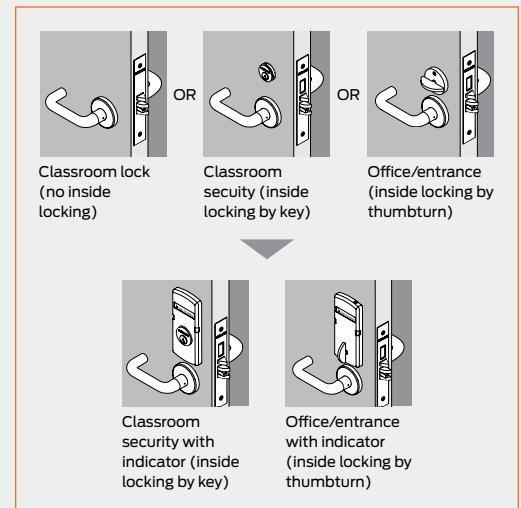 OR
OR
Classroom lock
(no inside
locking)
Classroom
secuity (inside
locking by key)
Office/entrance
(inside locking by
thumbturn)
Classroom
security with
indicator (inside
locking by key)
Office/entrance
with indicator
(inside locking by
thumbturn)